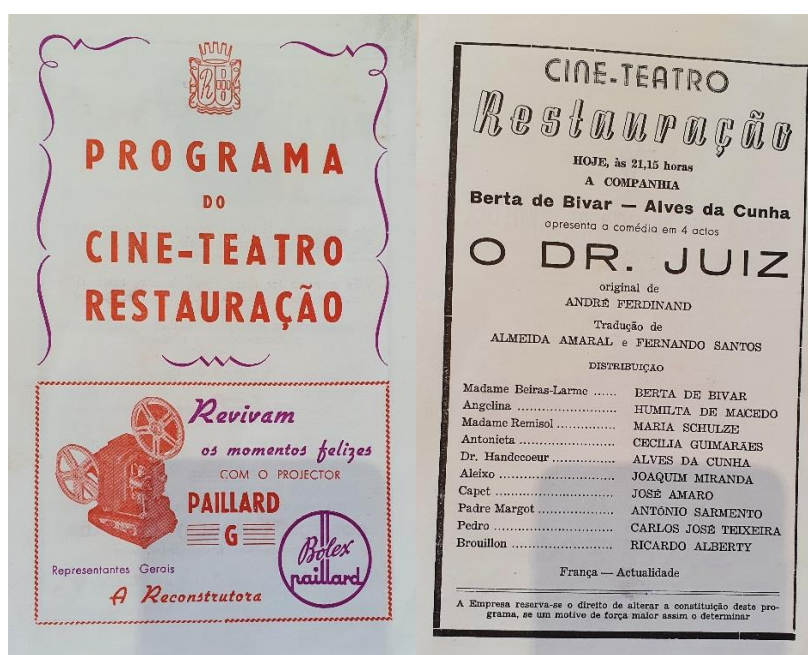 PROGRAMA
DO
CINE-TEATRO
RESTAURAÇÃO
Revivam
os momentos felizes
COM O PROJECTOR
PAILLARD
G
Bolex
paillard
Representantes Gerais
A Reconstrutora
CINE-TEATRO
Restauração
HOJE, às 21,15 horas
A COMPANHIA
Berta de Bivar — Alves da Cunha
apresenta a comédia em 4 actos
O DR. JUIZ
original de
ANDRÉ FERDINAND
Tradução de
ALMEIDA AMARAL e FERNANDO SANTOS
DISTRIBUIÇÃO
Madame Beiras-Larme ...... BERTA DE BIVAR
Angelina ........................ HUMILTA DE MACEDO
Madame Remisol .............. MARIA SCHULZE
Antonieta ....................... CECILIA GUIMARÃES
Dr. Handecoeur ............... ALVES DA CUNHA
Aleixo ............................ JOAQUIM MIRANDA
Capet ............................ JOSÉ AMARO
Padre Margot .................. ANTÓNIO SARMENTO
Pedro ............................ CARLOS JOSÉ TEIXEIRA
Brouillon ........................ RICARDO ALBERTY
França — Actualidade
A Empresa reserva-se o direito de alterar a constituição deste pro-
grama, se um motivo de força maior assim o determinar